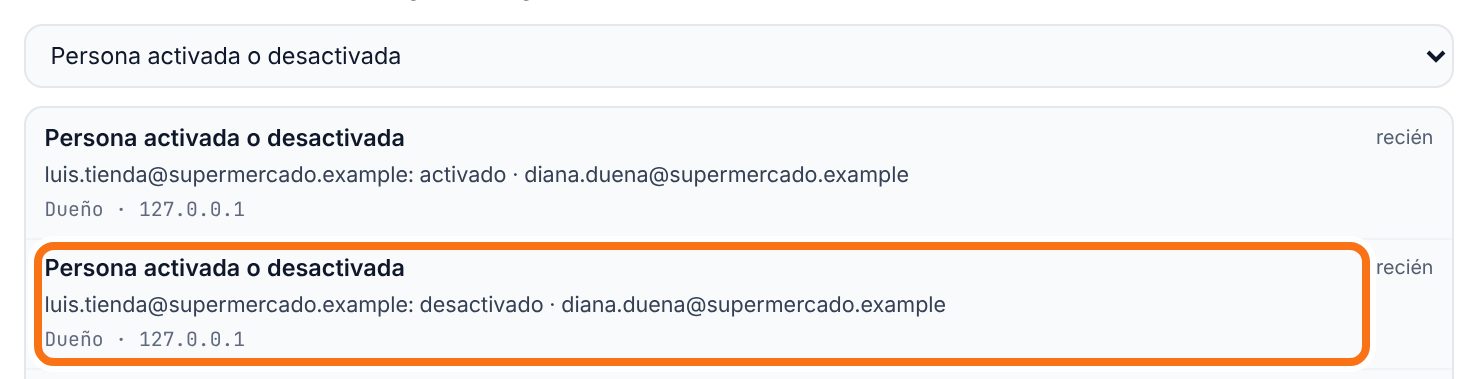 Persona activada o desactivada
Persona activada o desactivada
recién
luis.tienda@supermercado.example: activado · diana.duena@supermercado.example
Dueño · 127.0.0.1
Persona activada o desactivada
recién
luis.tienda@supermercado.example: desactivado · diana.duena@supermercado.example
Dueño · 127.0.0.1